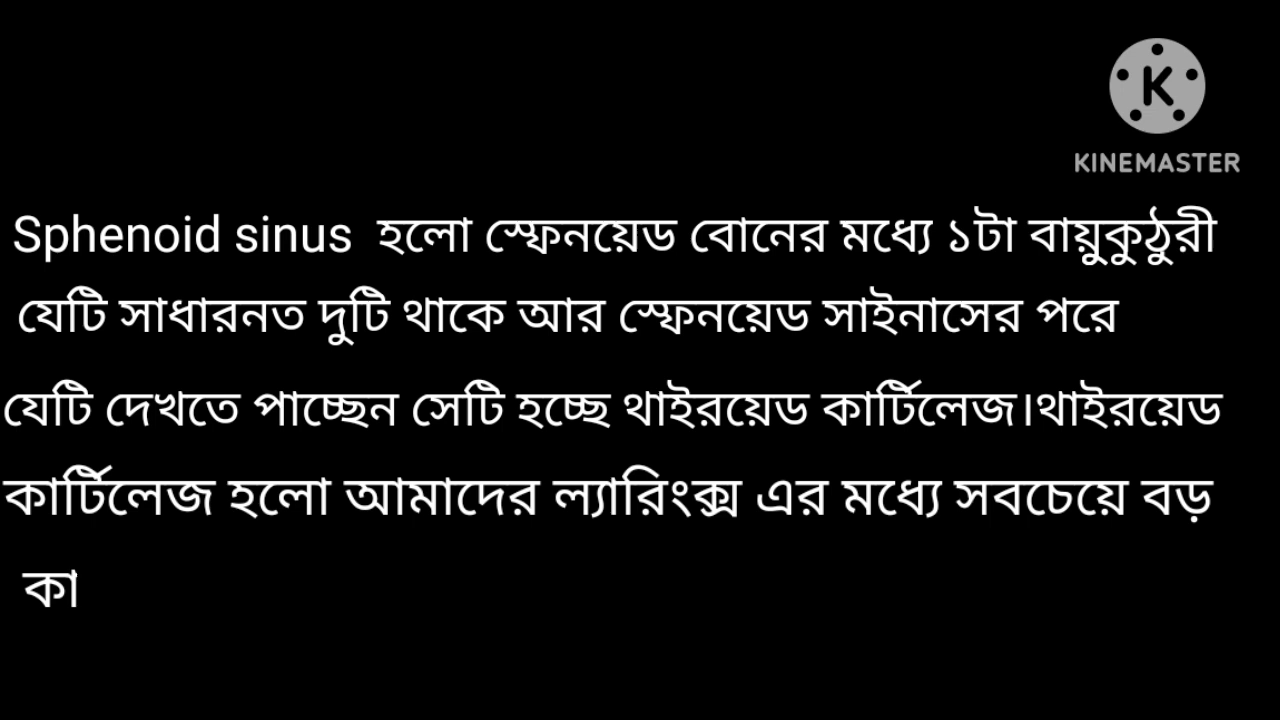 KINEMASTER
Sphenoid sinus হলো স্ফেনয়েড বোনের মধ্যে ১টা বায়ুকুঠুরী
যেটি সাধারনত দুটি থাকে আর স্ফেনয়েড সাইনাসের পরে
যেটি দেখতে পাচ্ছেন সেটি হচ্ছে থাইরয়েড কার্টিলেজ।থাইরয়েড
কার্টিলেজ হলো আমাদের ল্যারিংক্স এর মধ্যে সবচেয়ে বড়
কা